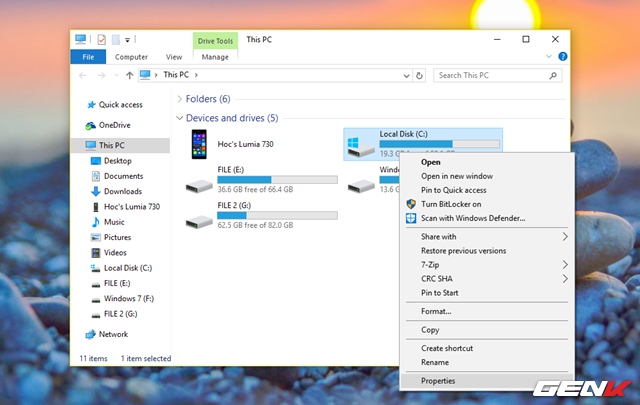 Drive Tools This PC
File Computer View Manage
This PC Search This PC
Quick access
OneDrive
This PC
Desktop
Documents
Downloads
Hoc's Lumia 730
Music
Pictures
Videos
Local Disk (C:)
FILE (E:)
Windows 7 (F:)
FILE 2 (G:)
Network
Folders (6)
Devices and drives (5)
Hoc's Lumia 730
Local Disk (C:)
19.3
FILE (E:)
36.6 GB free of 66.4 GB
13.6
FILE 2 (G:)
62.5 GB free of 82.0 GB
Open
Open in new window
Pin to Quick access
Turn BitLocker on
Scan with Windows Defender...
Share with
Restore previous versions
7-Zip
CRC SHA
Pin to Start
Format...
Copy
Create shortcut
Rename
Properties
11 items 1 item selected
GENK